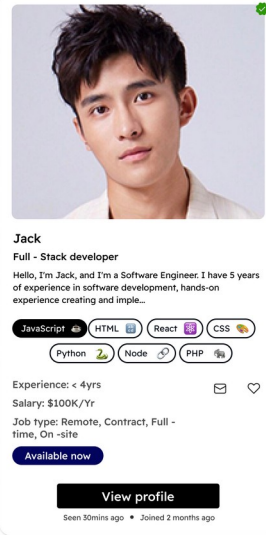 Jack
Full - Stack developer
Hello, I'm Jack, and I'm a Software Engineer. I have 5 years
of experience in software development, hands-on
experience creating and imple...
JavaScript HTML React CSS
Python Node PHP
Experience: < 4yrs
Salary: $100K/Yr
Job type: Remote, Contract, Full -
time, On -site
Available now
View profile
Seen 30mins ago • Joined 2 months ago